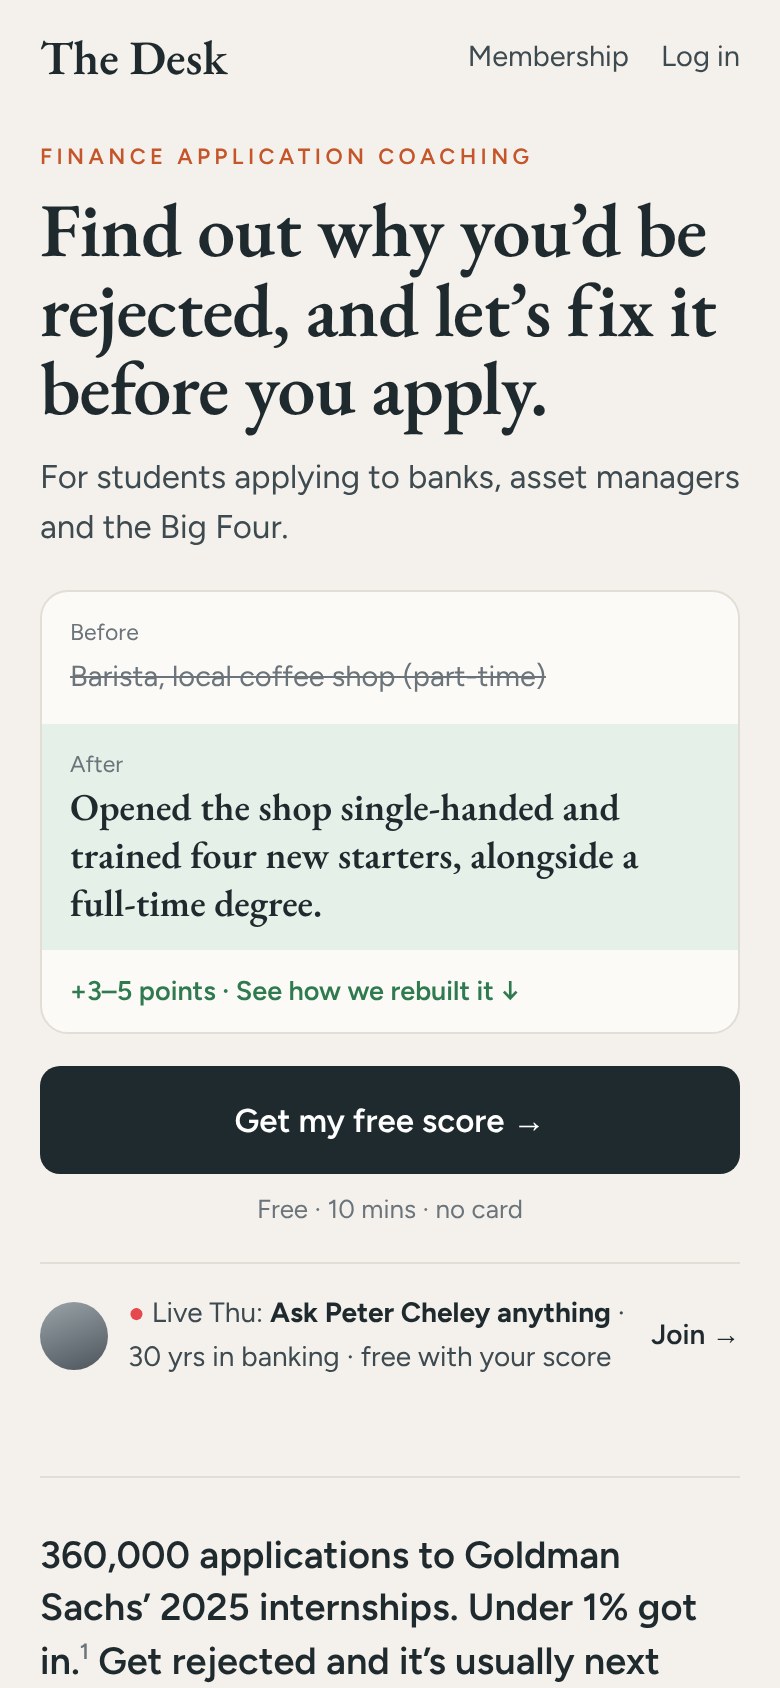 The Desk
Membership
Log in
FINANCE APPLICATION COACHING
Find out why you’d be
rejected, and let’s fix it
before you apply.
For students applying to banks, asset managers
and the Big Four.
Before
Barista, local coffee shop (part-time)
After
Opened the shop single-handed and
trained four new starters, alongside a
full-time degree.
+3–5 points · See how we rebuilt it ↓
Get my free score →
Free · 10 mins · no card
Live Thu: Ask Peter Cheley anything ·
30 yrs in banking · free with your score
Join →
360,000 applications to Goldman
Sachs’ 2025 internships. Under 1% got
in.¹ Get rejected and it’s usually next